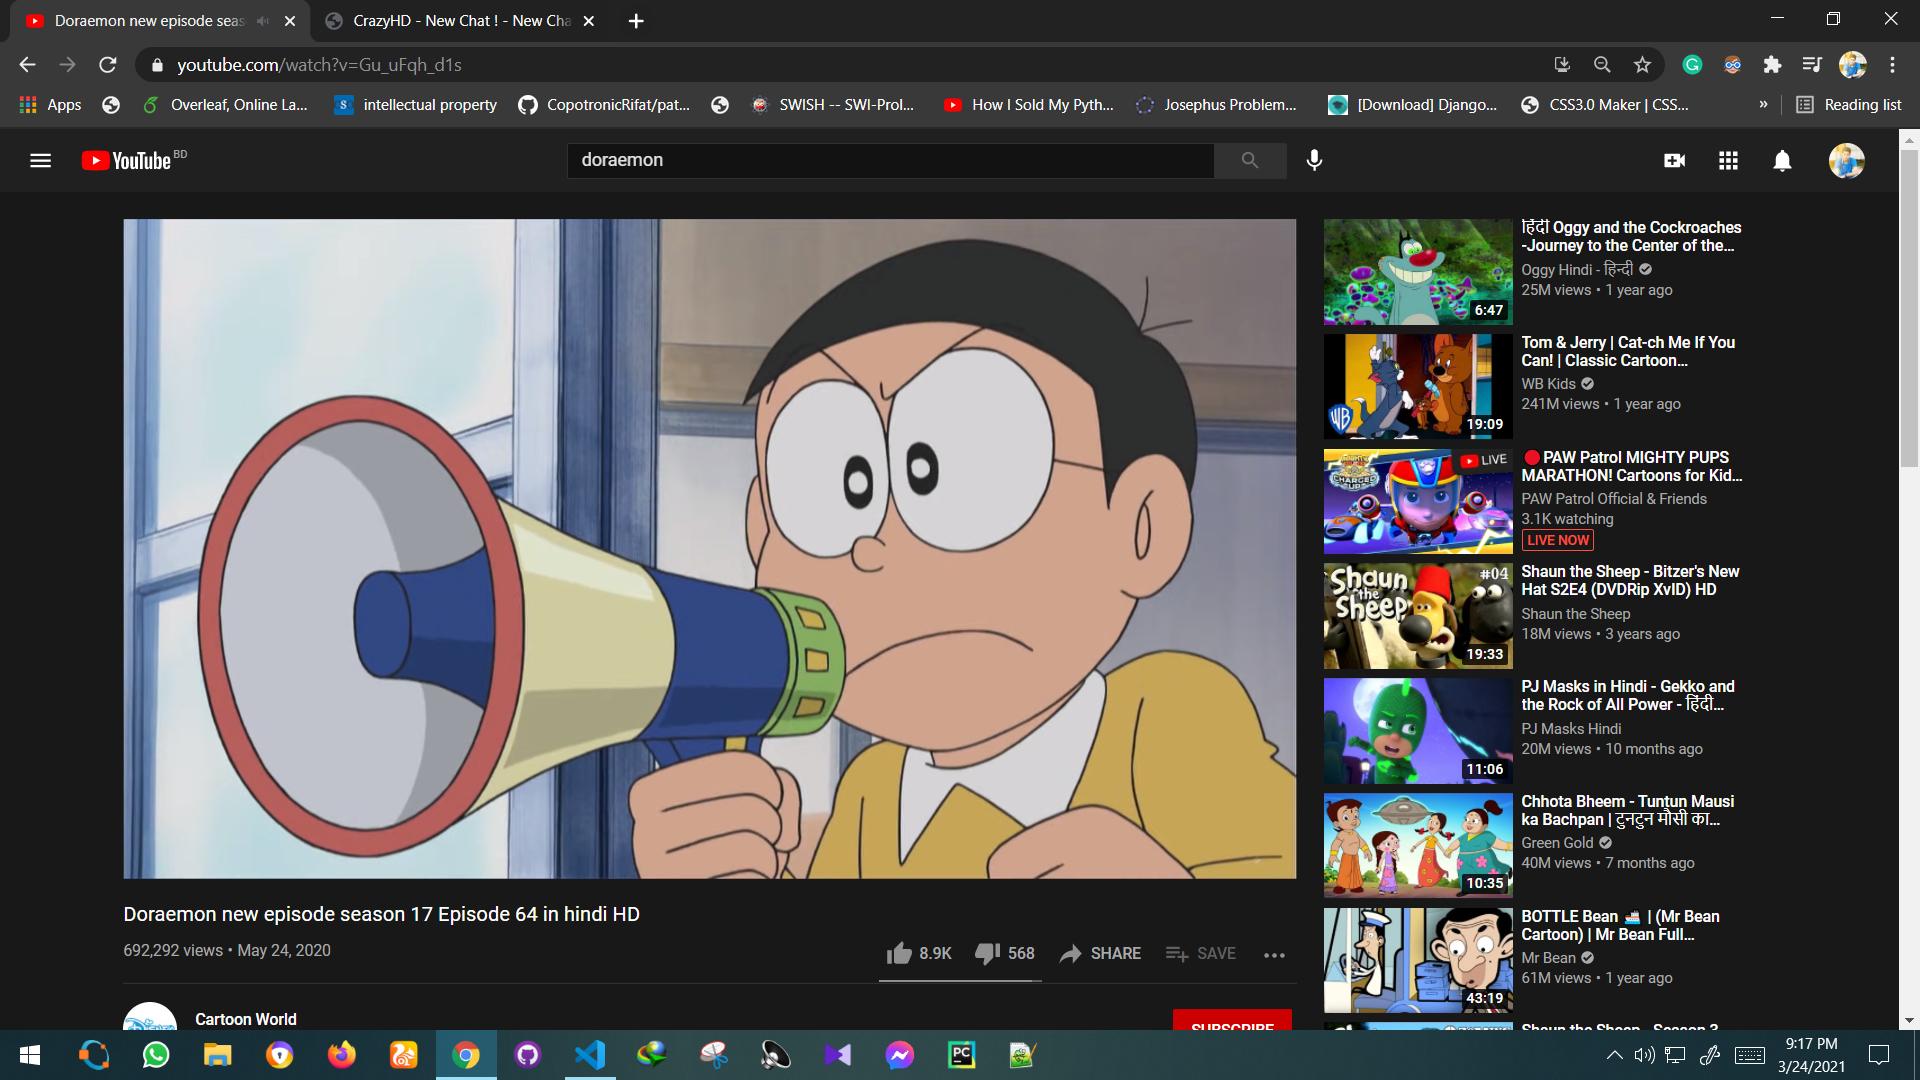 Doraemon new episode seas
CrazyHD - New Chat ! - New Cha
youtube.com/watch?v=Gu_uFqh_d1s
Apps
Overleaf, Online La...
intellectual property
CopotronicRifat/pat...
SWISH -- SWI-Prol...
How I Sold My Pyth...
Josephus Problem...
[Download] Django...
CSS3.0 Maker | CSS...
»
Reading list
YouTube BD
doraemon
Doraemon new episode season 17 Episode 64 in hindi HD
692,292 views • May 24, 2020
8.9K
568
SHARE
SAVE
Cartoon World
SUBSCRIBE
6:47
हिंदी Oggy and the Cockroaches
-Journey to the Center of the...
Oggy Hindi - हिन्दी
25M views • 1 year ago
WB
19:09
Tom & Jerry | Cat-ch Me If You
Can! | Classic Cartoon...
WB Kids
241M views • 1 year ago
CHARGED UP
LIVE
PAW Patrol MIGHTY PUPS
MARATHON! Cartoons for Kid...
PAW Patrol Official & Friends
3.1K watching
LIVE NOW
Shaun the Sheep
#04
19:33
Shaun the Sheep - Bitzer's New
Hat S2E4 (DVDRip XvID) HD
Shaun the Sheep
18M views • 3 years ago
11:06
PJ Masks in Hindi - Gekko and
the Rock of All Power - हिंदी...
PJ Masks Hindi
20M views • 10 months ago
10:35
Chhota Bheem - Tuntun Mausi
ka Bachpan | टुनटुन मौसी का...
Green Gold
40M views • 7 months ago
43:19
BOTTLE Bean 🚢 | (Mr Bean
Cartoon) | Mr Bean Full...
Mr Bean
61M views • 1 year ago
Shaun the Sheep - Season 3
PC
9:17 PM
3/24/2021